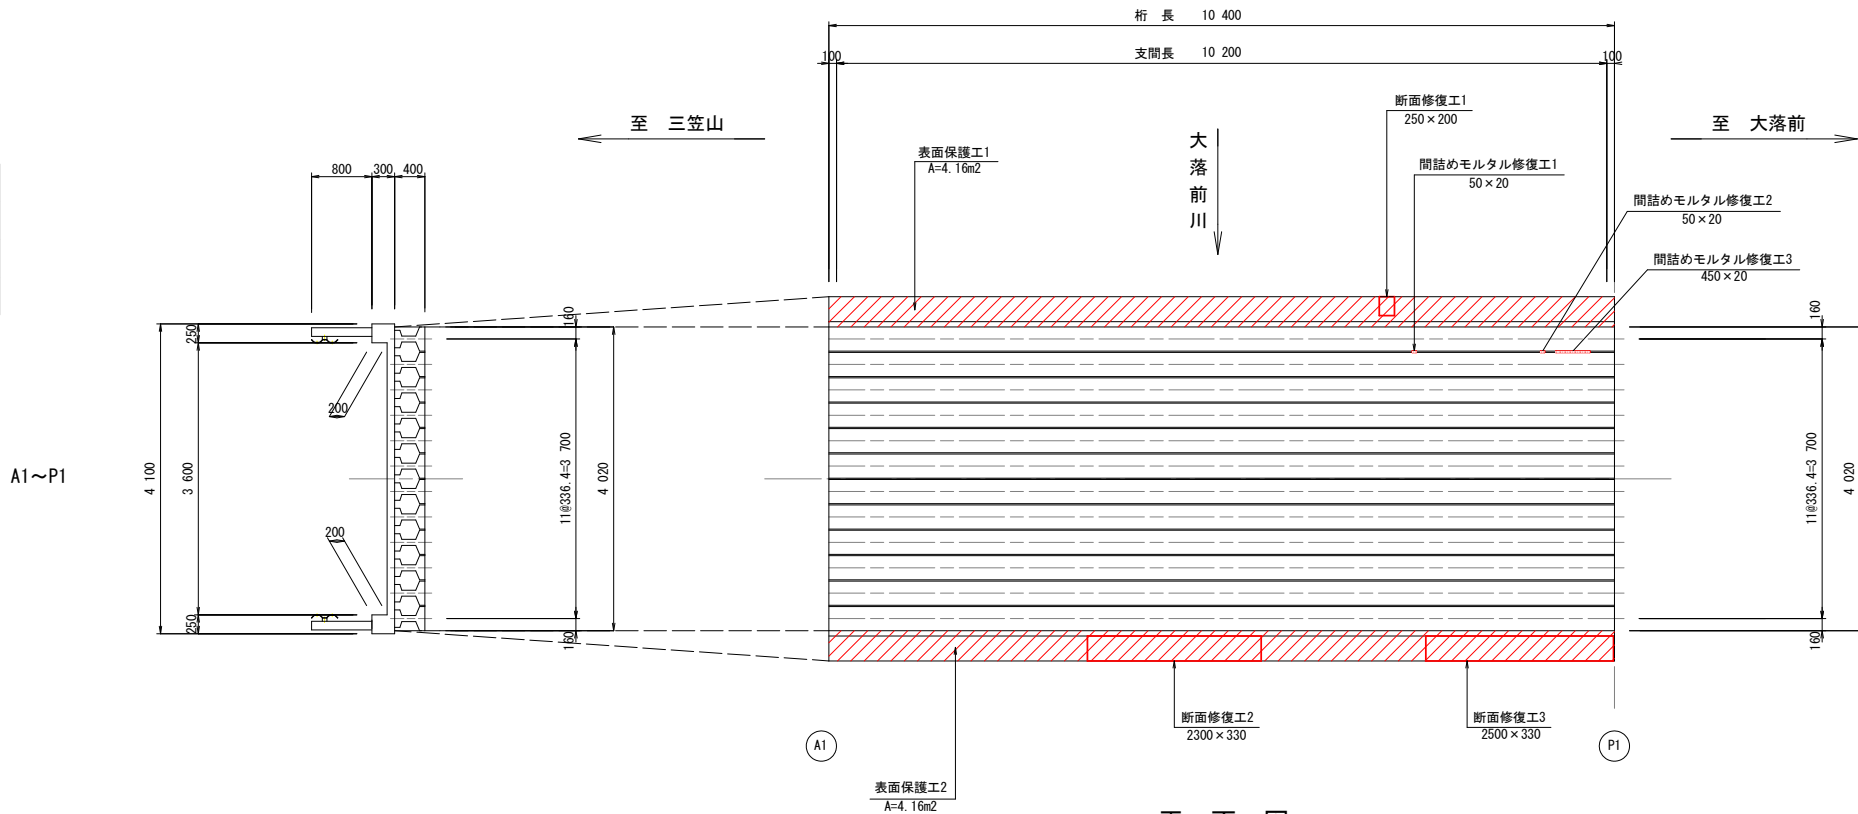 桁 長 10 400
100
支間長 10 200
100
断面修復工1
250×200
至 三笠山
至 大落前
大落前川
表面保護工1
A=4.16m2
間詰めモルタル修復工1
50×20
間詰めモルタル修復工2
50×20
間詰めモルタル修復工3
450×20
800
300
400
250
160
160
200
A1～P1
4 100
3 600
11@336.4=3 700
4 020
11@336.4=3 700
4 020
200
250
160
160
断面修復工2
2300×330
断面修復工3
2500×330
A1
P1
表面保護工2
A=4.16m2